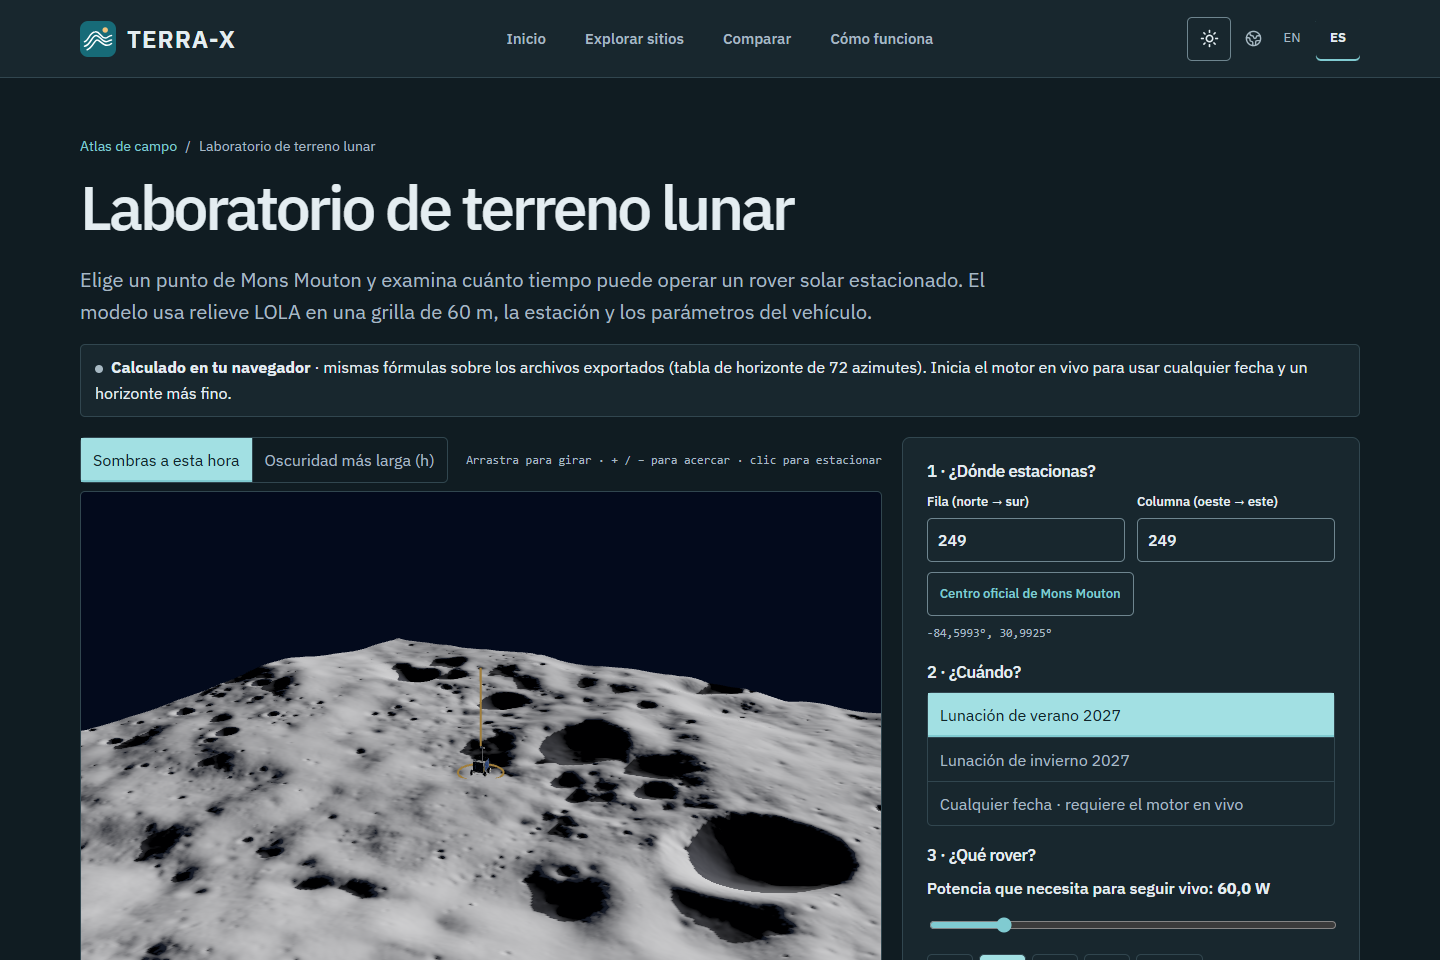 TERRA-X
Inicio
Explorar sitios
Comparar
Cómo funciona
EN
ES
Atlas de campo / Laboratorio de terreno lunar
Laboratorio de terreno lunar
Elige un punto de Mons Mouton y examina cuánto tiempo puede operar un rover solar estacionado. El
modelo usa relieve LOLA en una grilla de 60 m, la estación y los parámetros del vehículo.
Calculado en tu navegador · mismas fórmulas sobre los archivos exportados (tabla de horizonte de 72 azimutes). Inicia el motor en vivo para usar cualquier fecha y un
horizonte más fino.
Sombras a esta hora
Oscuridad más larga (h)
Arrastra para girar · + / − para acercar · clic para estacionar
1 · ¿Dónde estacionas?
Fila (norte → sur)
Columna (oeste → este)
249
249
Centro oficial de Mons Mouton
-84,5993°, 30,9925°
2 · ¿Cuándo?
Lunación de verano 2027
Lunación de invierno 2027
Cualquier fecha · requiere el motor en vivo
3 · ¿Qué rover?
Potencia que necesita para seguir vivo: 60,0 W